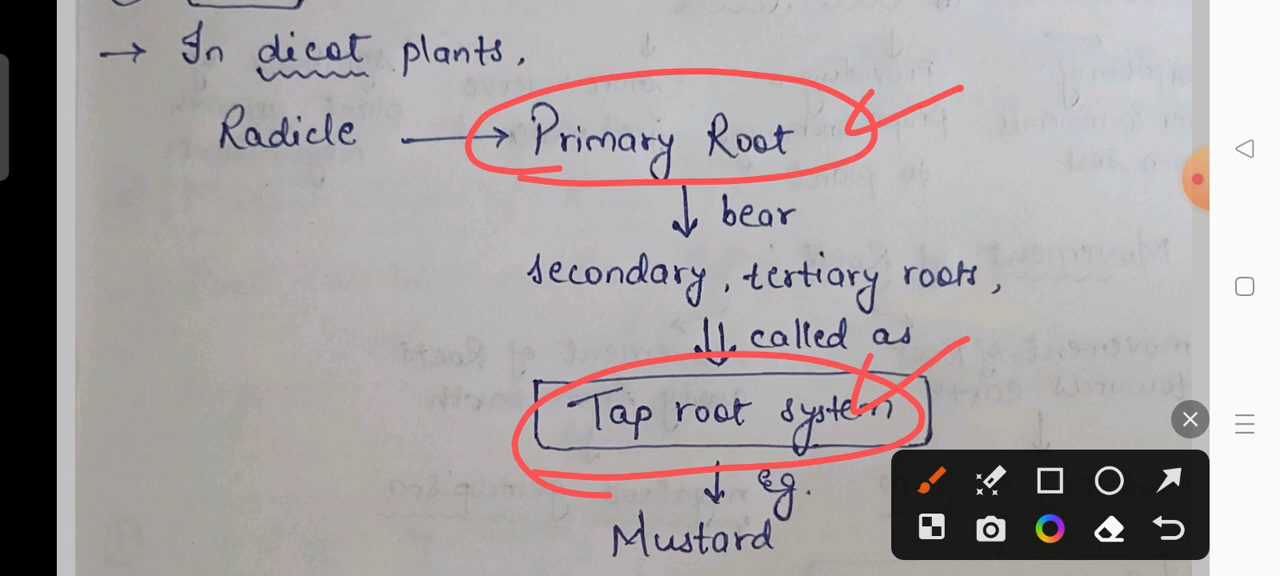 → In dicot plants,
Radicle → Primary Root
↓ bear
secondary, tertiary roots,
↓ called as
Tap root system
↓ Eg.
Mustard